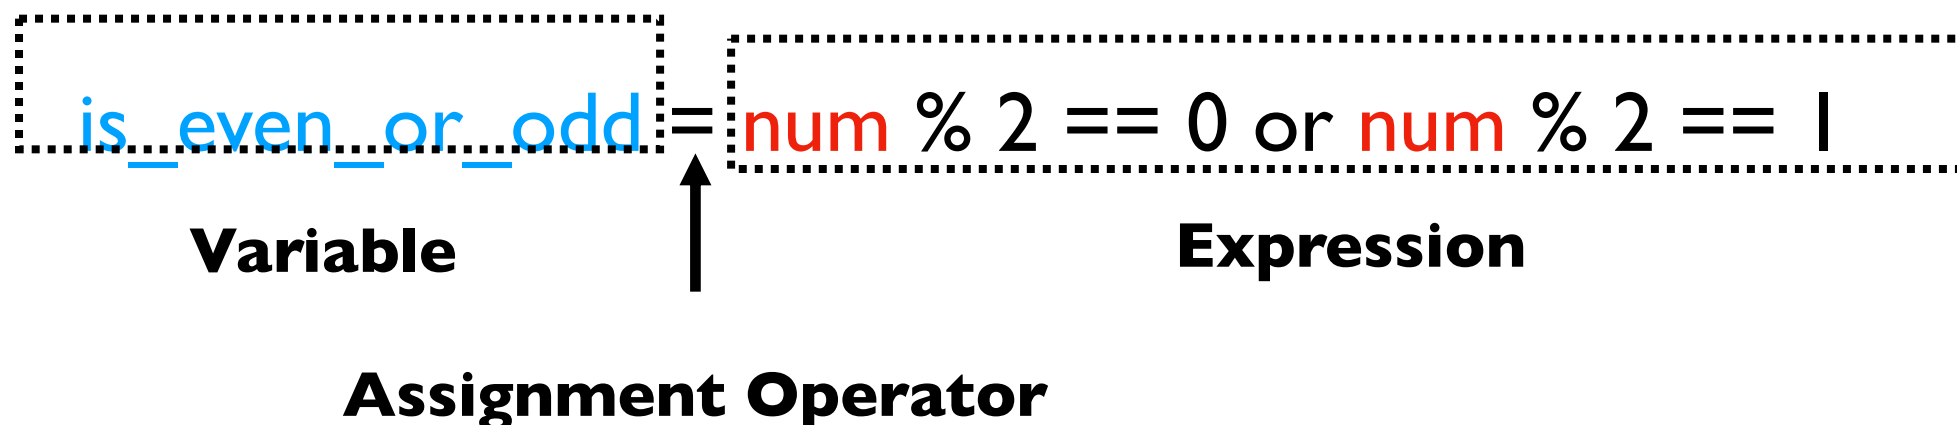 is_even_or_odd = num % 2 == 0 or num % 2 == 1
Variable
Expression
Assignment Operator